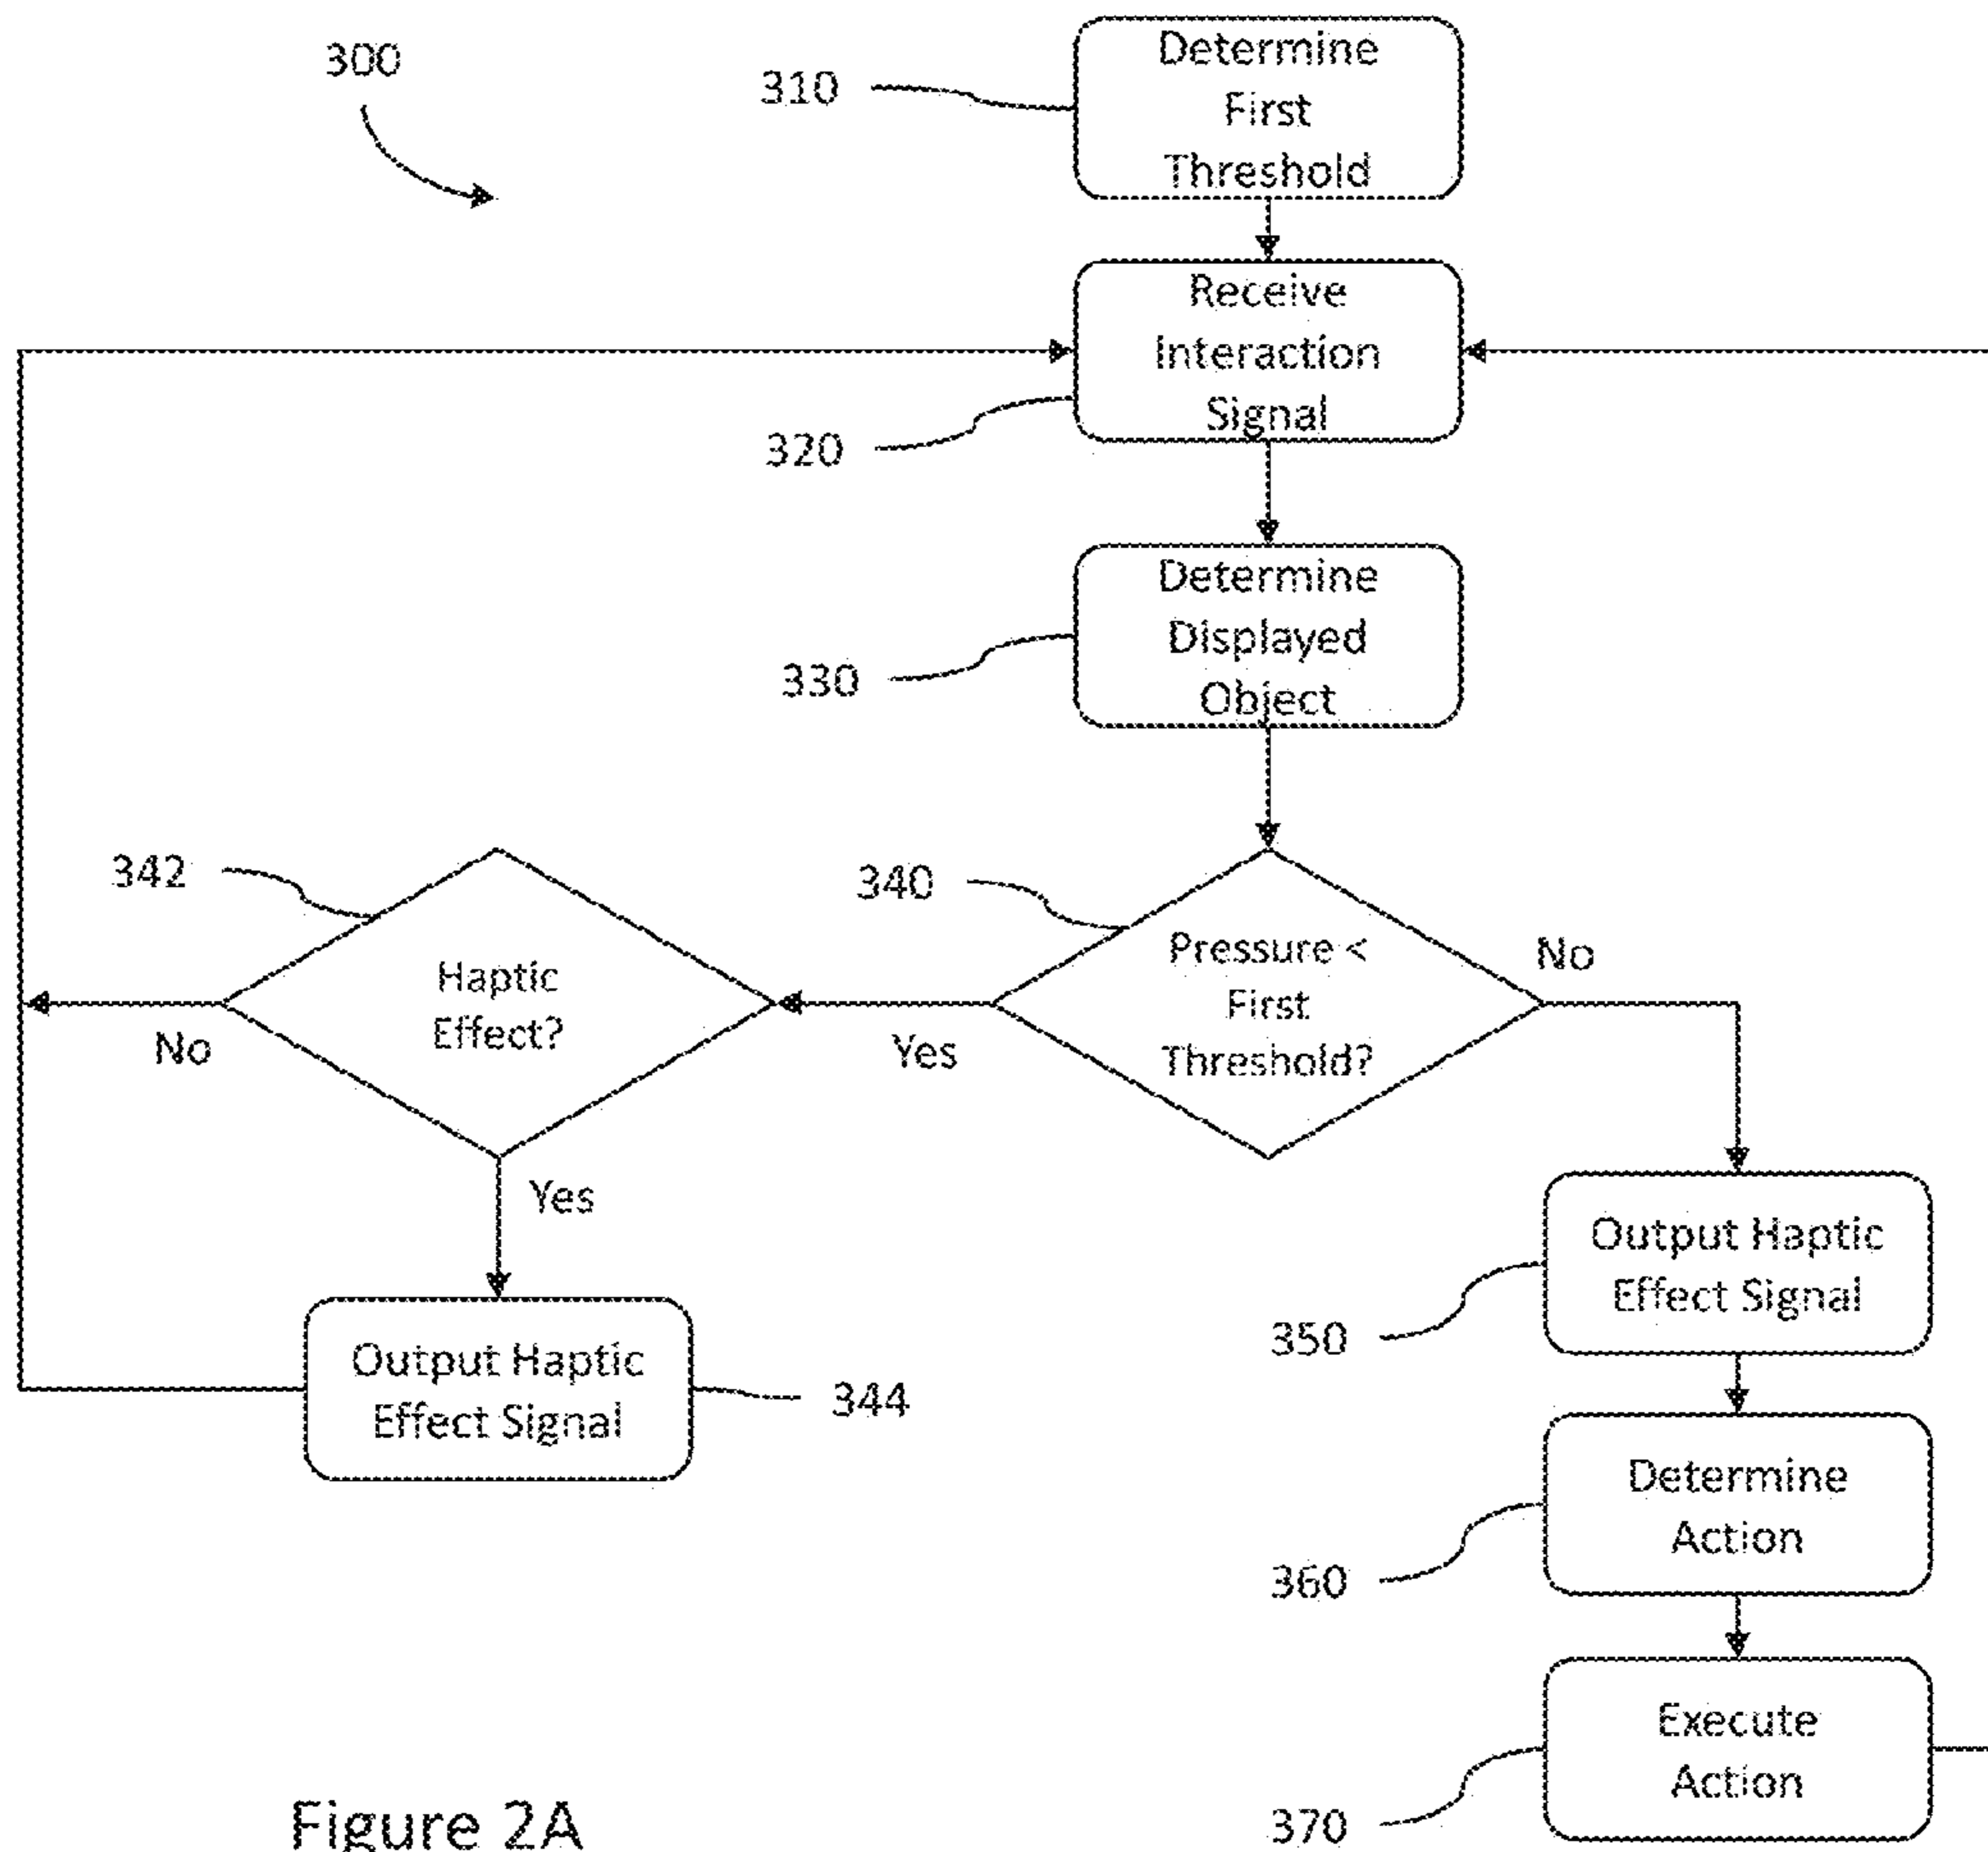 300
310
Determine
First
Threshold
Receive
Interaction
Signal
320
Determine
Displayed
Object
330
342
Haptic
Effect?
No
Yes
340
Pressure <
First
Threshold?
Yes
No
Output Haptic
Effect Signal
344
Output Haptic
Effect Signal
350
Determine
Action
360
Execute
Action
370
Figure 2A